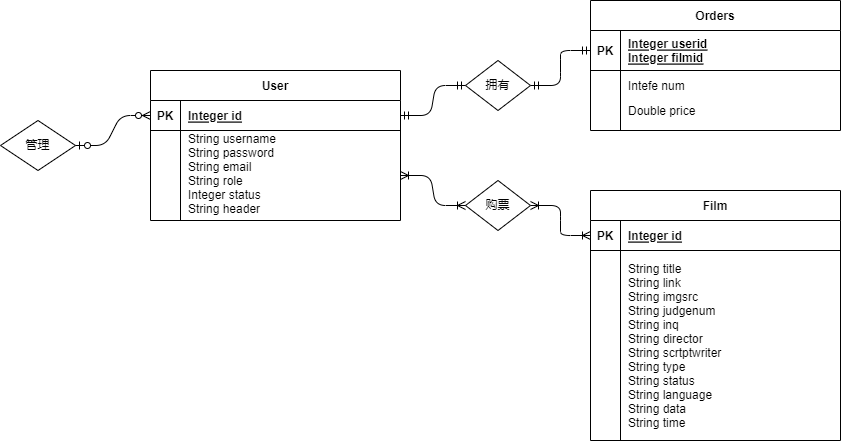 Orders
PK
Integer userid
Integer filmid
Intefe num
Double price
拥有
User
PK
Integer id
String username
String password
String email
String role
Integer status
String header
管理
购票
Film
PK
Integer id
String title
String link
String imgsrc
String judgenum
String inq
String director
String scrtptwriter
String type
String status
String language
String data
String time